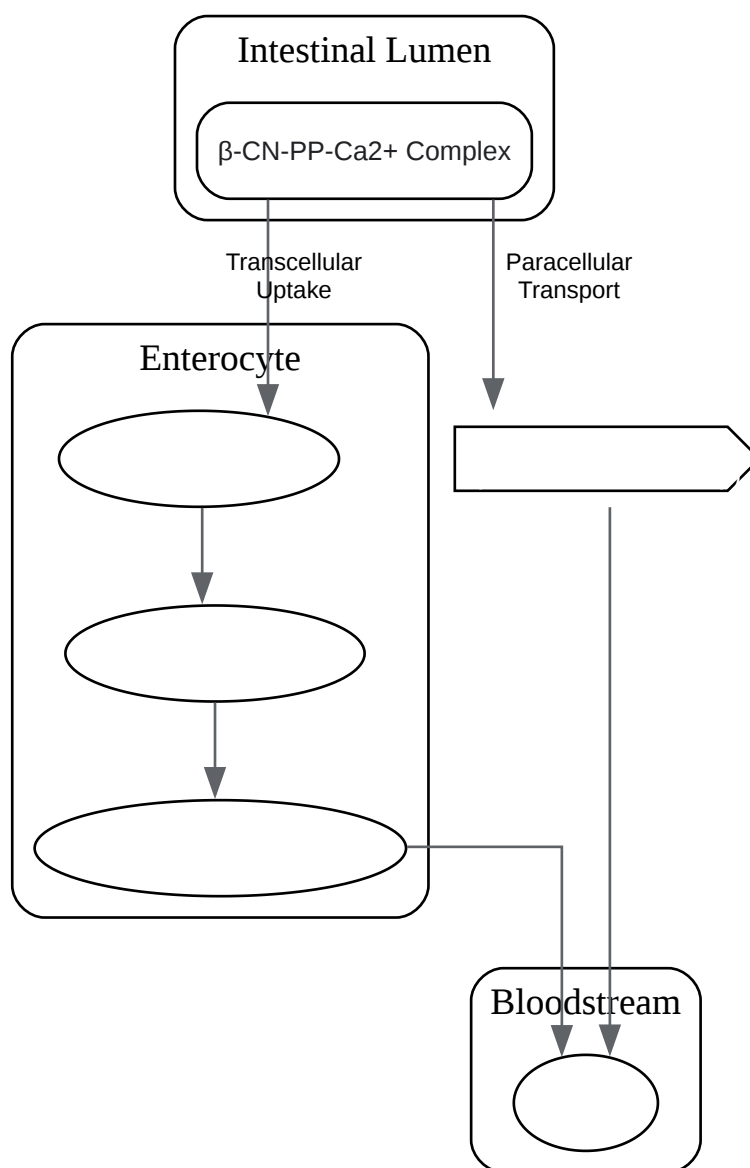 Intestinal Lumen
β-CN-PP-Ca2+ Complex
Transcellular
Uptake
Paracellular
Transport
Enterocyte
Bloodstream